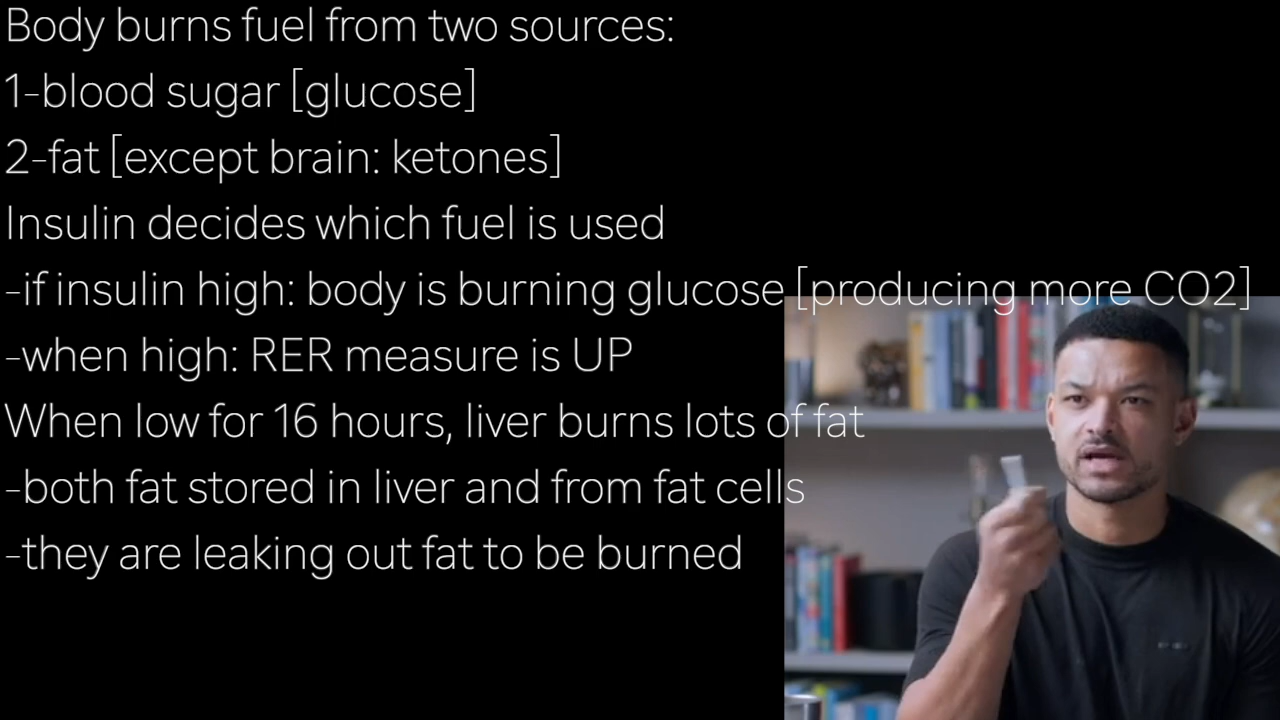 Body burns fuel from two sources:
1-blood sugar [glucose]
2-fat [except brain: ketones]
Insulin decides which fuel is used
-if insulin high: body is burning glucose [producing more CO2]
-when high: RER measure is UP
When low for 16 hours, liver burns lots of fat
-both fat stored in liver and from fat cells
-they are leaking out fat to be burned